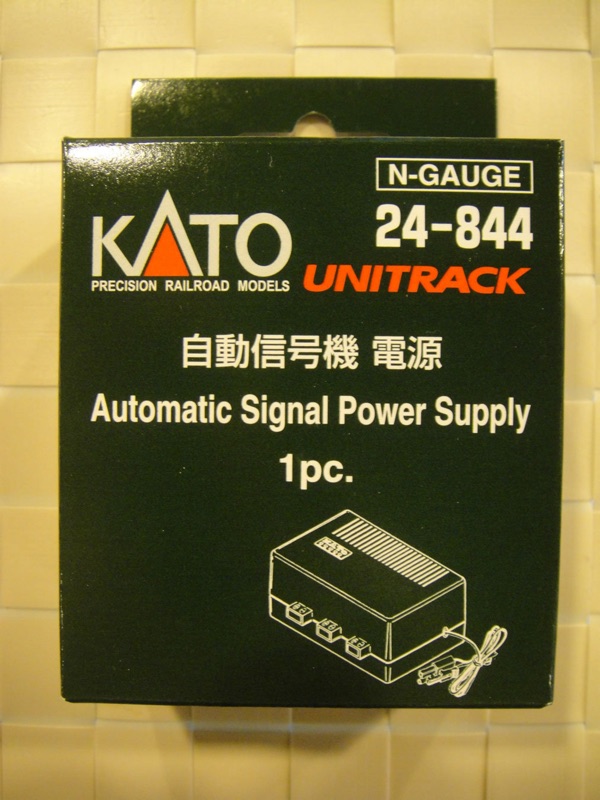 N-GAUGE
24-844
KATO
PRECISION RAILROAD MODELS
UNITRACK
自動信号機 電源
Automatic Signal Power Supply
1pc.